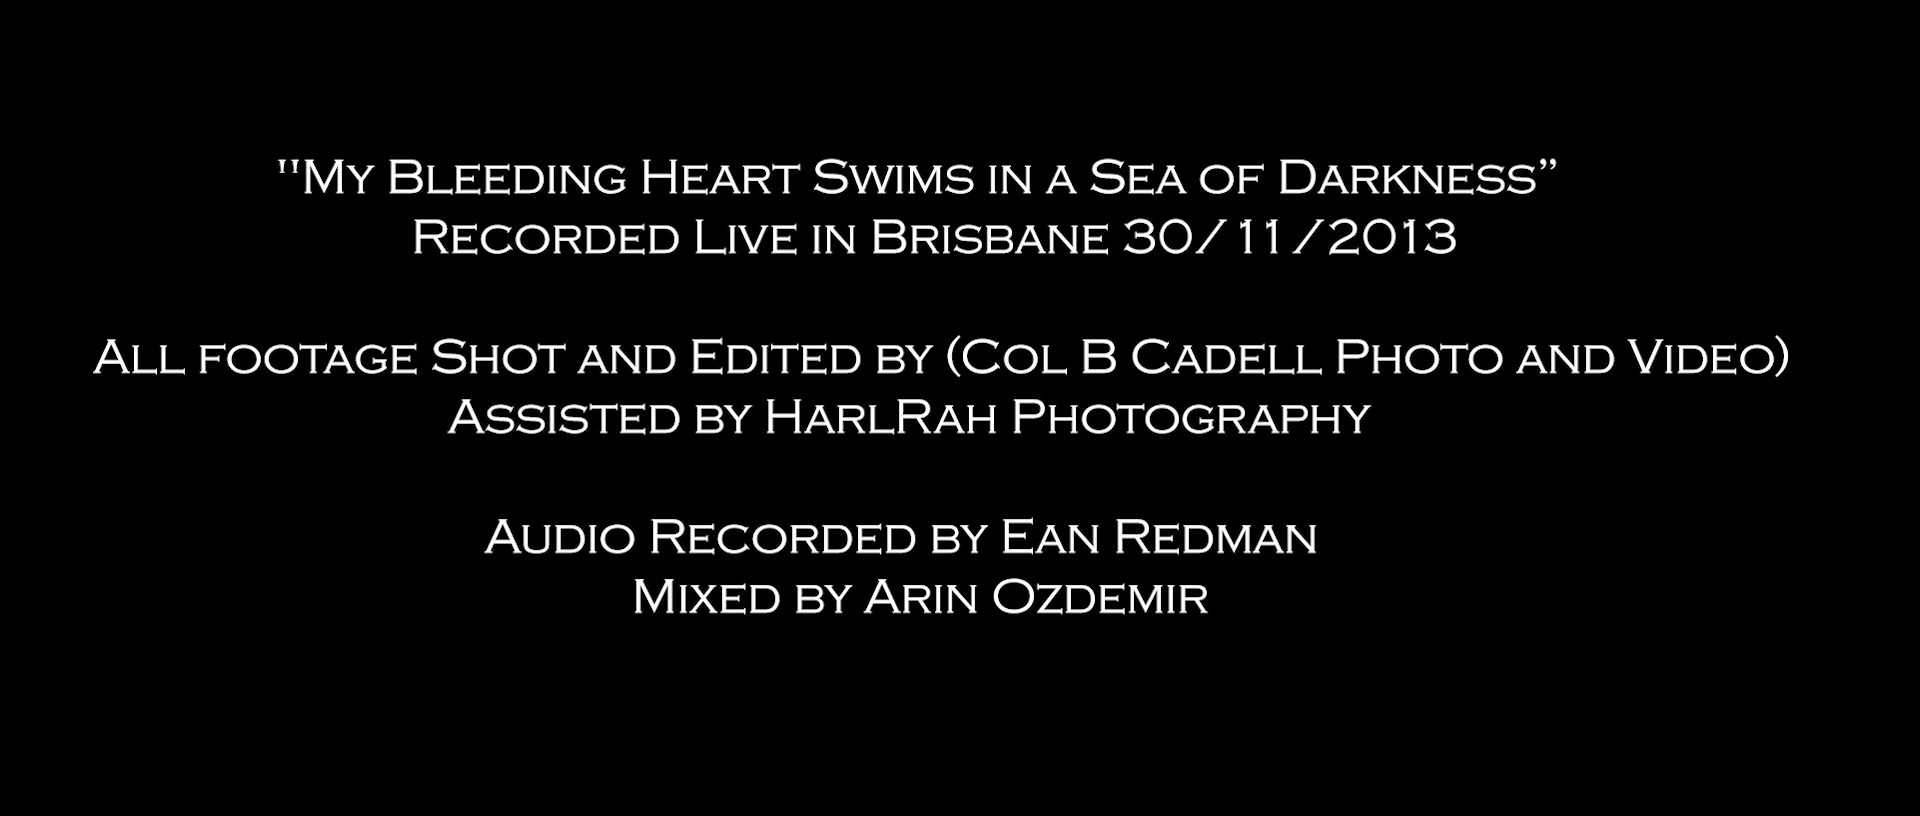 "My Bleeding Heart Swims in a Sea of Darkness”
Recorded Live in Brisbane 30/11/2013
All footage Shot and Edited by (Col B Cadell Photo and Video)
Assisted by HarlRah Photography
Audio Recorded by Ean Redman
Mixed by Arin Ozdemir